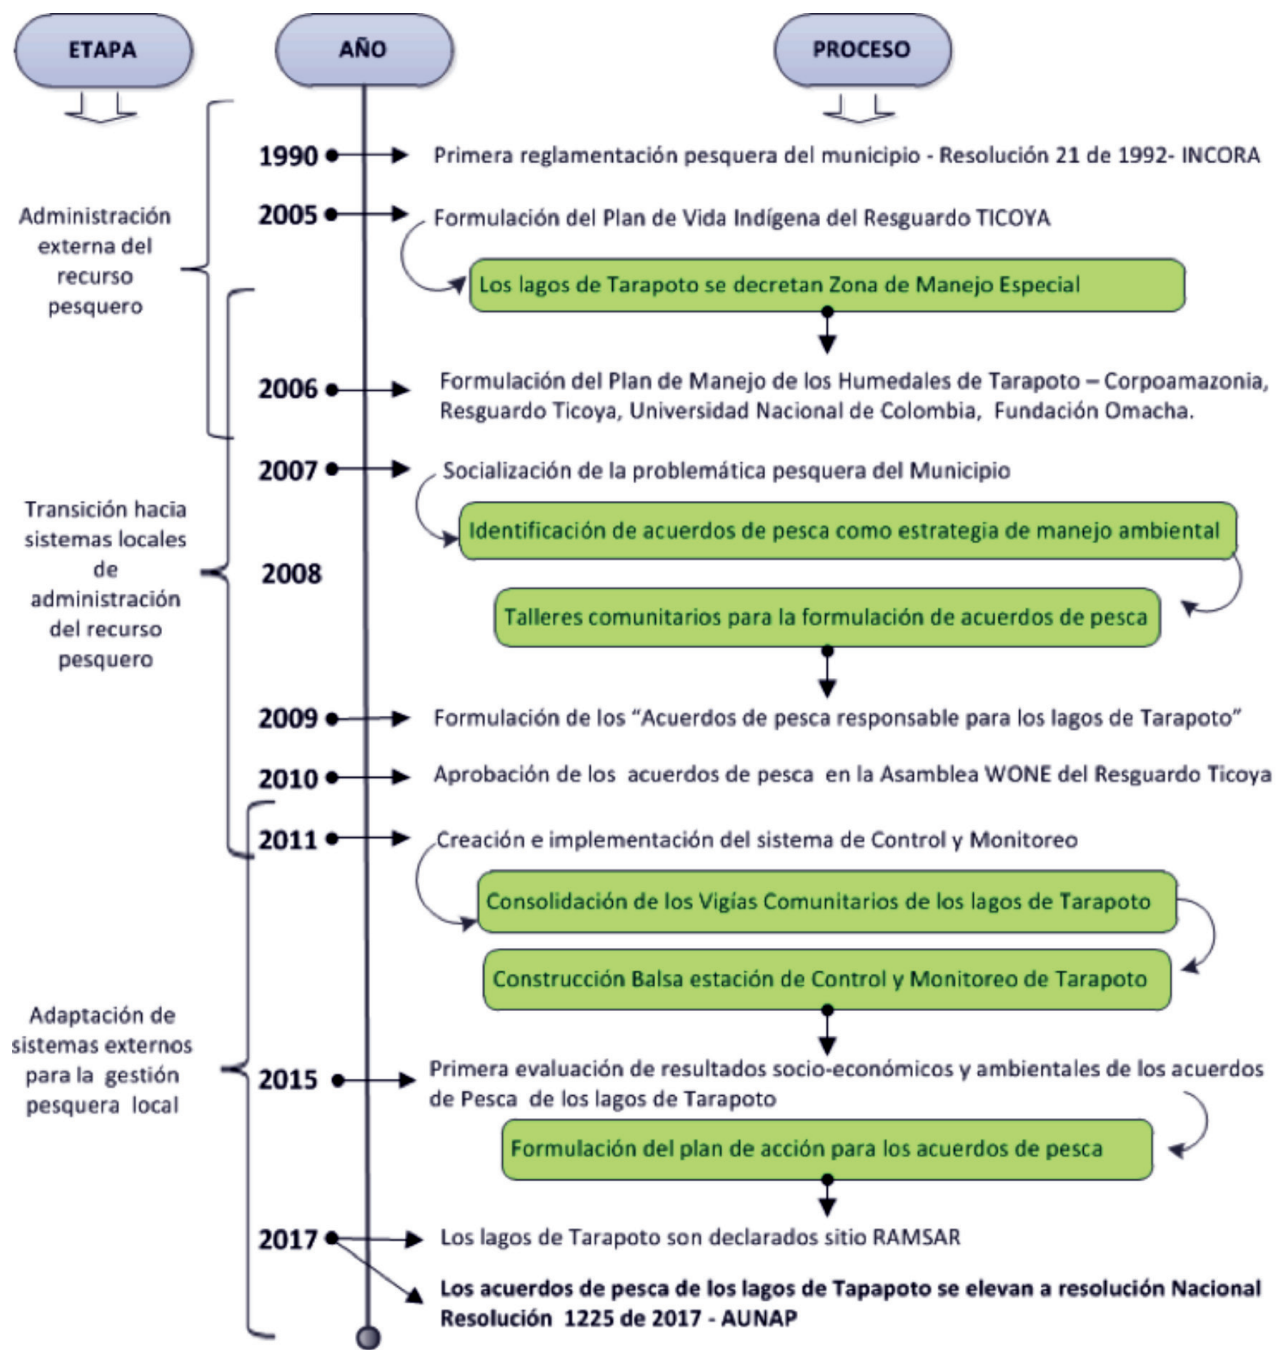 ETAPA
AÑO
PROCESO
Administración
externa del
recurso
pesquero
1990
Primera reglamentación pesquera del municipio - Resolución 21 de 1992- INCORA
2005
Formulación del Plan de Vida Indígena del Resguardo TICOYA
Los lagos de Tarapoto se decretan Zona de Manejo Especial
2006
Formulación del Plan de Manejo de los Humedales de Tarapoto – Corpoamazonia,
Resguardo Ticoya, Universidad Nacional de Colombia, Fundación Omacha.
Transición hacia
sistemas locales
de
administración
del recurso
pesquero
2007
Socialización de la problemática pesquera del Municipio
Identificación de acuerdos de pesca como estrategia de manejo ambiental
2008
Talleres comunitarios para la formulación de acuerdos de pesca
2009
Formulación de los “Acuerdos de pesca responsable para los lagos de Tarapoto”
2010
Aprobación de los acuerdos de pesca en la Asamblea WONE del Resguardo Ticoya
2011
Creación e implementación del sistema de Control y Monitoreo
Consolidación de los Vigías Comunitarios de los lagos de Tarapoto
Construcción Balsa estación de Control y Monitoreo de Tarapoto
Adaptación de
sistemas externos
para la gestión
pesquera local
2015
Primera evaluación de resultados socio-económicos y ambientales de los acuerdos
de Pesca de los lagos de Tarapoto
Formulación del plan de acción para los acuerdos de pesca
2017
Los lagos de Tarapoto son declarados sitio RAMSAR
Los acuerdos de pesca de los lagos de Tapapoto se elevan a resolución Nacional
Resolución 1225 de 2017 - AUNAP